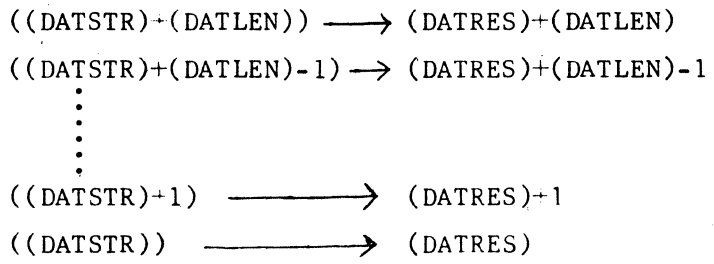 ((DATSTR)+(DATLEN)) ⟶ (DATRES)+(DATLEN)
((DATSTR)+(DATLEN)-1) ⟶ (DATRES)+(DATLEN)-1
((DATSTR)+1) ⟶ (DATRES)+1
((DATSTR)) ⟶ (DATRES)